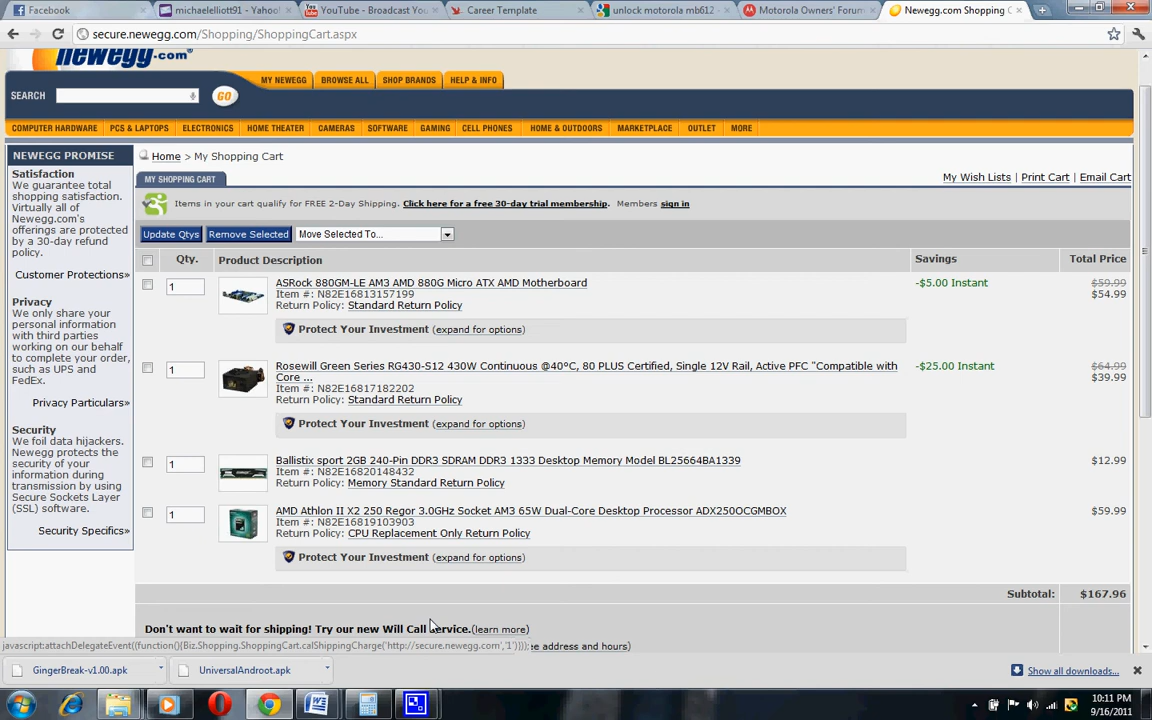 Facebook
michaelelliott91 - Yahoo!
YouTube - Broadcast You
Career Template
unlock motorola mb612 -
Motorola Owners' Forum
Newegg.com Shopping C
secure.newegg.com/Shopping/ShoppingCart.aspx
newegg.com
MY NEWEGG BROWSE ALL SHOP BRANDS HELP & INFO
SEARCH GO
COMPUTER HARDWARE PCS & LAPTOPS ELECTRONICS HOME THEATER CAMERAS SOFTWARE GAMING CELL PHONES HOME & OUTDOORS MARKETPLACE OUTLET MORE
NEWEGG PROMISE
Satisfaction
We guarantee total
shopping satisfaction.
Virtually all of
Newegg.com's
offerings are protected
by a 30-day refund
policy.
Customer Protections»
Privacy
We only share your
personal information
with third parties
working on our behalf
to complete your order,
such as UPS and
FedEx.
Privacy Particulars»
Security
We foil data hijackers.
Newegg protects the
security of your
information during
transmission by using
Secure Sockets Layer
(SSL) software.
Security Specifics»
Home > My Shopping Cart
MY SHOPPING CART
My Wish Lists | Print Cart | Email Cart
Items in your cart qualify for FREE 2-Day Shipping. Click here for a free 30-day trial membership. Members sign in
Update Qtys Remove Selected Move Selected To...
Qty. Product Description Savings Total Price
1 ASRock 880GM-LE AM3 AMD 880G Micro ATX AMD Motherboard -$5.00 Instant $59.99
Item #: N82E16813157199 $54.99
Return Policy: Standard Return Policy
Protect Your Investment (expand for options)
1 Rosewill Green Series RG430-S12 430W Continuous @40°C, 80 PLUS Certified, Single 12V Rail, Active PFC "Compatible with -$25.00 Instant $64.99
Core ... $39.99
Item #: N82E16817182202
Return Policy: Standard Return Policy
Protect Your Investment (expand for options)
1 Ballistix sport 2GB 240-Pin DDR3 SDRAM DDR3 1333 Desktop Memory Model BL25664BA1339 $12.99
Item #: N82E16820148432
Return Policy: Memory Standard Return Policy
1 AMD Athlon II X2 250 Regor 3.0GHz Socket AM3 65W Dual-Core Desktop Processor ADX250OCGMBOX $59.99
Item #: N82E16819103903
Return Policy: CPU Replacement Only Return Policy
Protect Your Investment (expand for options)
Subtotal: $167.96
Don't want to wait for shipping! Try our new Will Call Service.(learn more)
javascript:attachDelegateEvent((function(){Biz.Shopping.ShoppingCart.calShippingCharge('http://secure.newegg.com','1')})); e address and hours)
GingerBreak-v1.00.apk UniversalAndroot.apk Show all downloads...
W
10:11 PM
9/16/2011